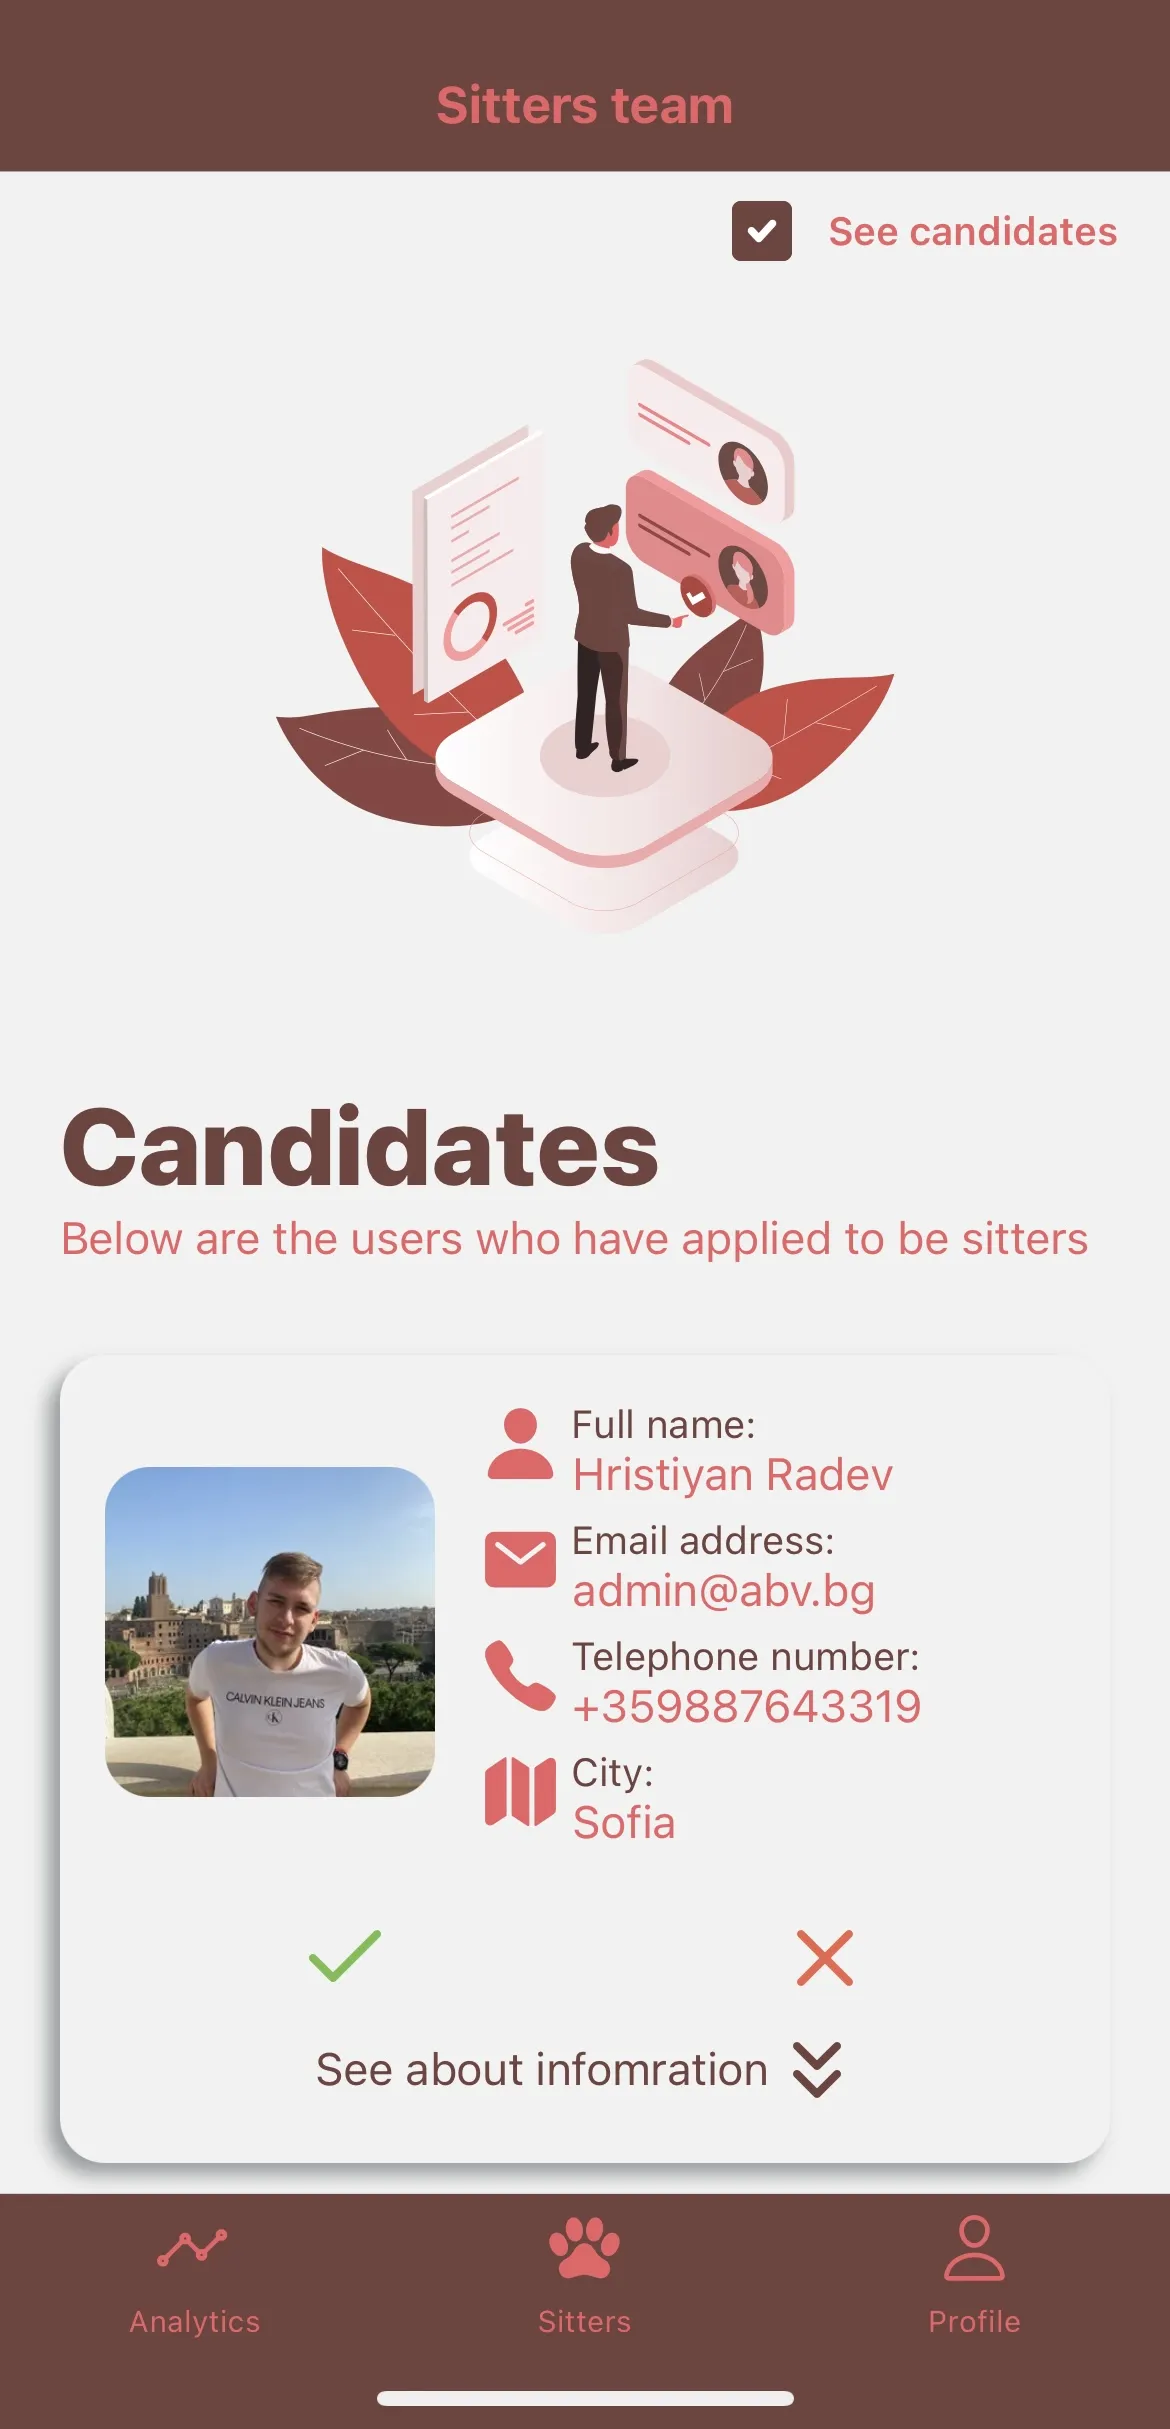 Sitters team
See candidates
Candidates
Below are the users who have applied to be sitters
Full name:
Hristiyan Radev
Email address:
admin@abv.bg
Telephone number:
+359887643319
City:
Sofia
CALVIN KLEIN JEANS
See about infomration
Analytics
Sitters
Profile